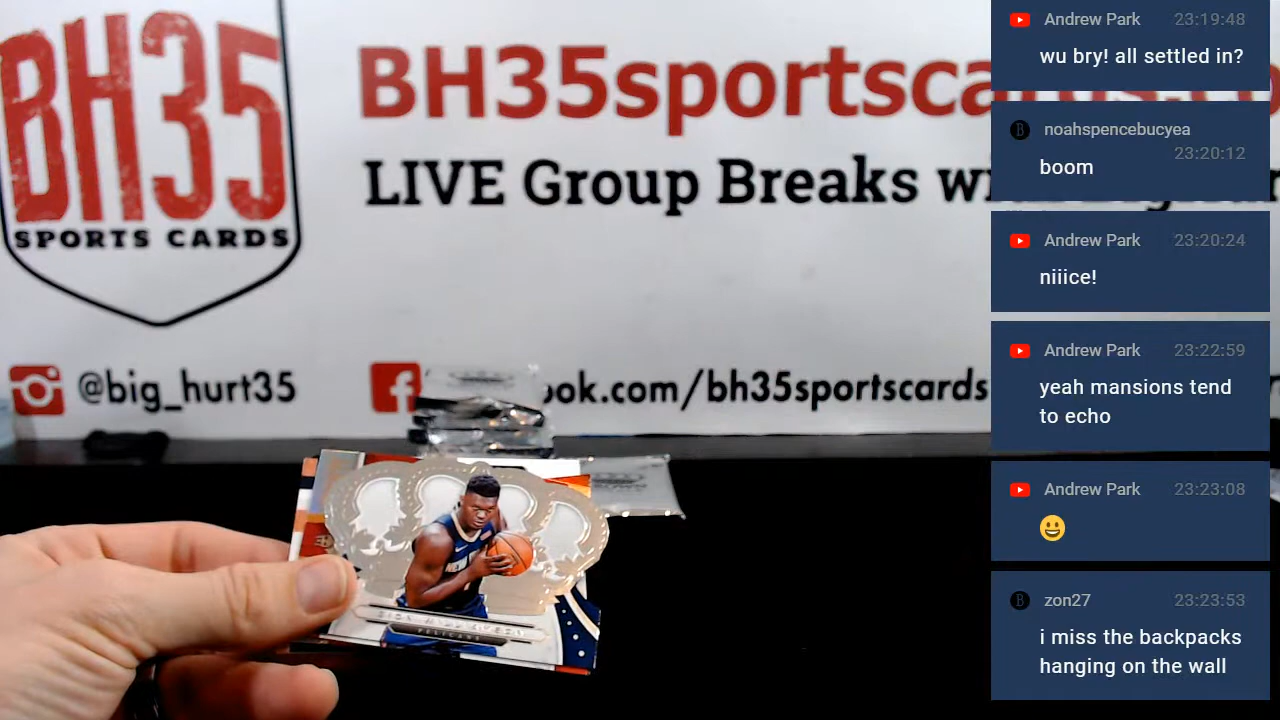 BH35
SPORTS CARDS
BH35sportsca
LIVE Group Breaks wi
@big_hurt35
ook.com/bh35sportscards
PELICANS
Andrew Park 23:19:48
wu bry! all settled in?
noahspencebucyea
23:20:12
boom
Andrew Park 23:20:24
niiice!
Andrew Park 23:22:59
yeah mansions tend
to echo
Andrew Park 23:23:08
😀
zon27 23:23:53
i miss the backpacks
hanging on the wall